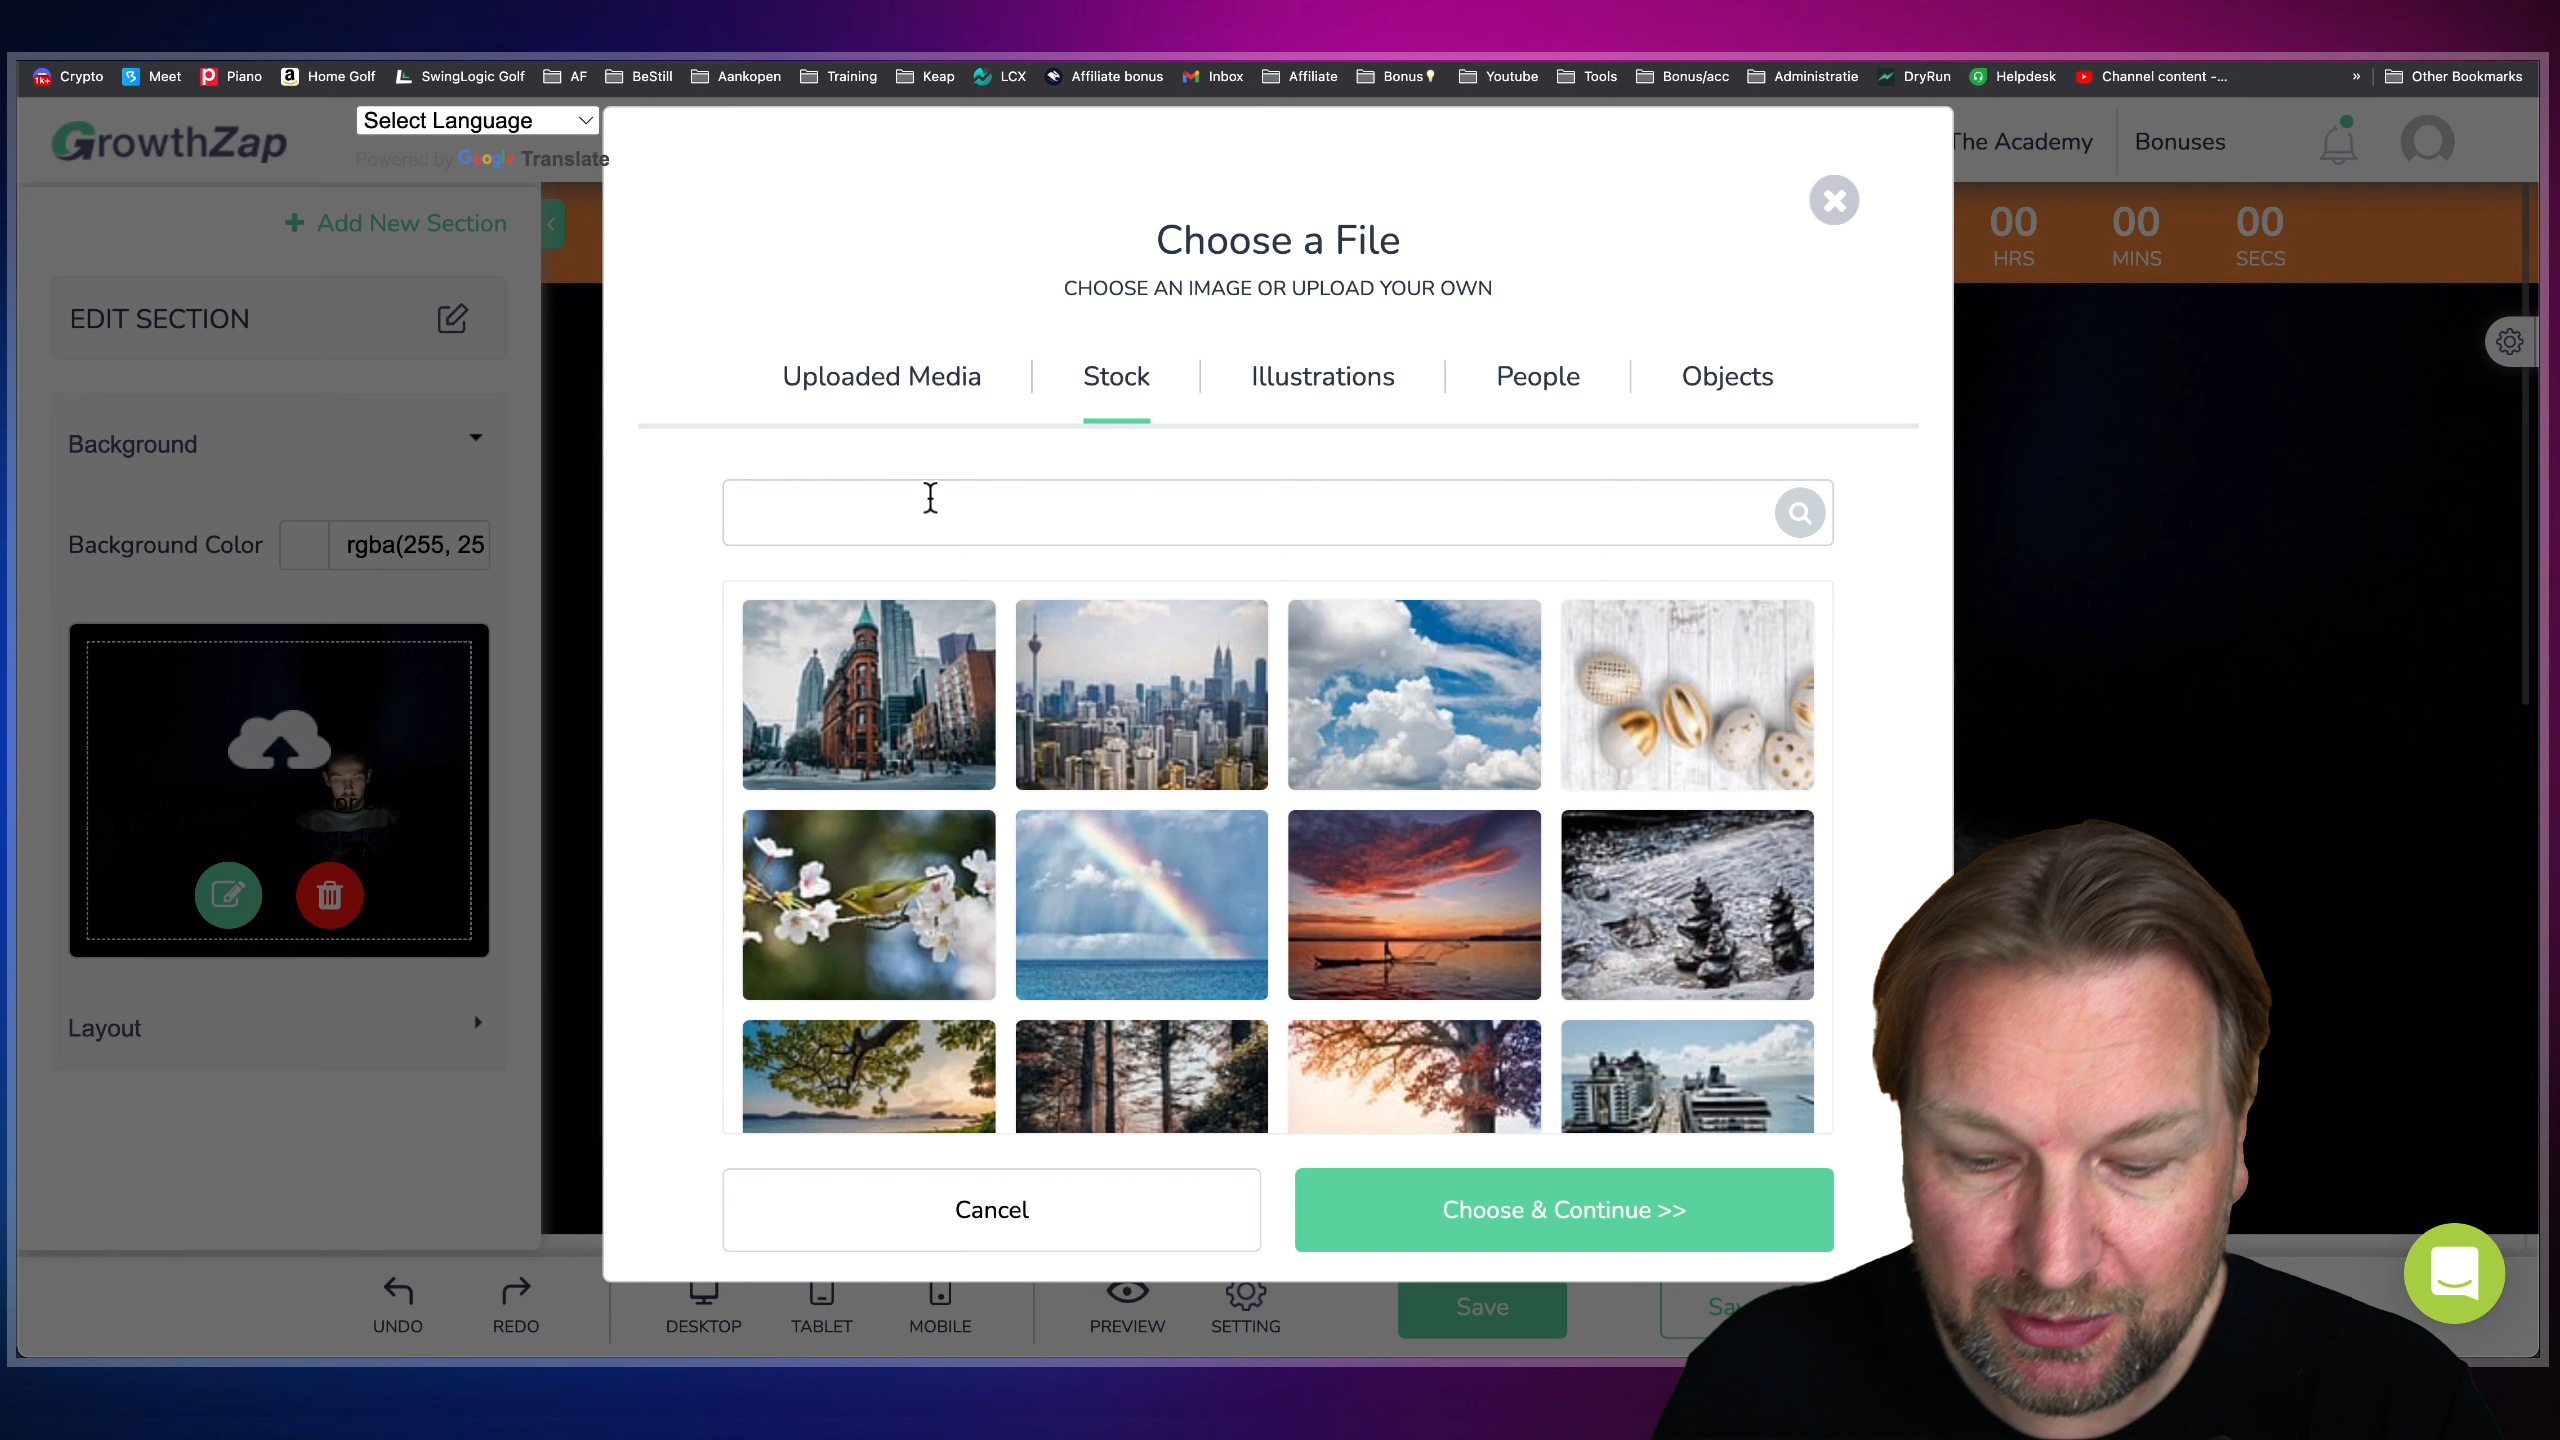 Crypto Meet Piano Home Golf SwingLogic Golf AF BeStill Aankopen Training Keap LCX Affiliate bonus Inbox Affiliate Bonus Youtube Tools Bonus/acc Administratie DryRun Helpdesk Channel content -... » Other Bookmarks
GrowthZap
Select Language
Powered by Google Translate
The Academy
Bonuses
+ Add New Section
00 00 00
HRS MINS SECS
Choose a File
CHOOSE AN IMAGE OR UPLOAD YOUR OWN
EDIT SECTION
Uploaded Media
Stock
Illustrations
People
Objects
Background
Background Color
rgba(255, 25
or
Layout
Cancel
Choose & Continue >>
UNDO
REDO
DESKTOP
TABLET
MOBILE
PREVIEW
SETTING
Save